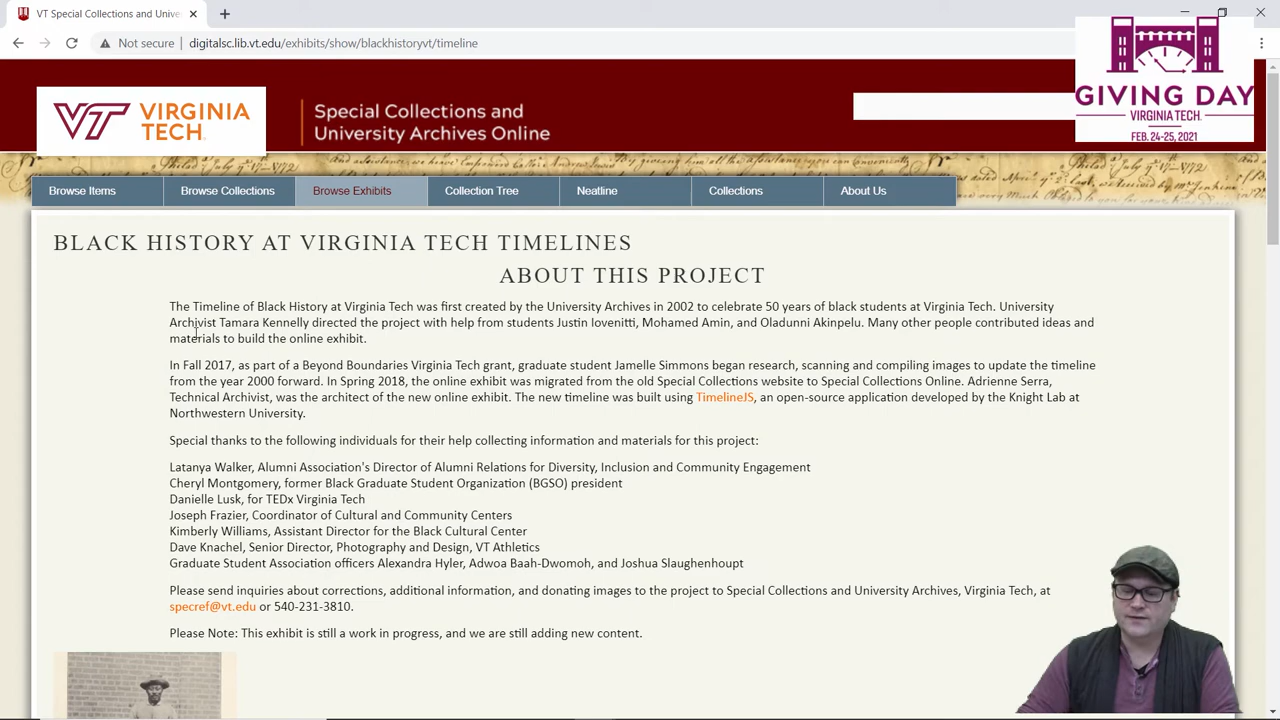 VT Special Collections and Unive
Not secure
digitalsc.lib.vt.edu/exhibits/show/blackhistoryvt/timeline
GIVING DAY
VIRGINIA TECH
FEB. 24-25, 2021
VT VIRGINIA TECH
Special Collections and
University Archives Online
Browse Items Browse Collections Browse Exhibits Collection Tree Neatline Collections About Us
BLACK HISTORY AT VIRGINIA TECH TIMELINES
ABOUT THIS PROJECT
The Timeline of Black History at Virginia Tech was first created by the University Archives in 2002 to celebrate 50 years of black students at Virginia Tech. University
Archivist Tamara Kennelly directed the project with help from students Justin Iovenitti, Mohamed Amin, and Oladunni Akinpelu. Many other people contributed ideas and
materials to build the online exhibit.
In Fall 2017, as part of a Beyond Boundaries Virginia Tech grant, graduate student Jamelle Simmons began research, scanning and compiling images to update the timeline
from the year 2000 forward. In Spring 2018, the online exhibit was migrated from the old Special Collections website to Special Collections Online. Adrienne Serra,
Technical Archivist, was the architect of the new online exhibit. The new timeline was built using TimelineJS, an open-source application developed by the Knight Lab at
Northwestern University.
Special thanks to the following individuals for their help collecting information and materials for this project:
Latanya Walker, Alumni Association's Director of Alumni Relations for Diversity, Inclusion and Community Engagement
Cheryl Montgomery, former Black Graduate Student Organization (BGSO) president
Danielle Lusk, for TEDx Virginia Tech
Joseph Frazier, Coordinator of Cultural and Community Centers
Kimberly Williams, Assistant Director for the Black Cultural Center
Dave Knachel, Senior Director, Photography and Design, VT Athletics
Graduate Student Association officers Alexandra Hyler, Adwoa Baah-Dwomoh, and Joshua Slaughenhoupt
Please send inquiries about corrections, additional information, and donating images to the project to Special Collections and University Archives, Virginia Tech, at
specref@vt.edu or 540-231-3810.
Please Note: This exhibit is still a work in progress, and we are still adding new content.